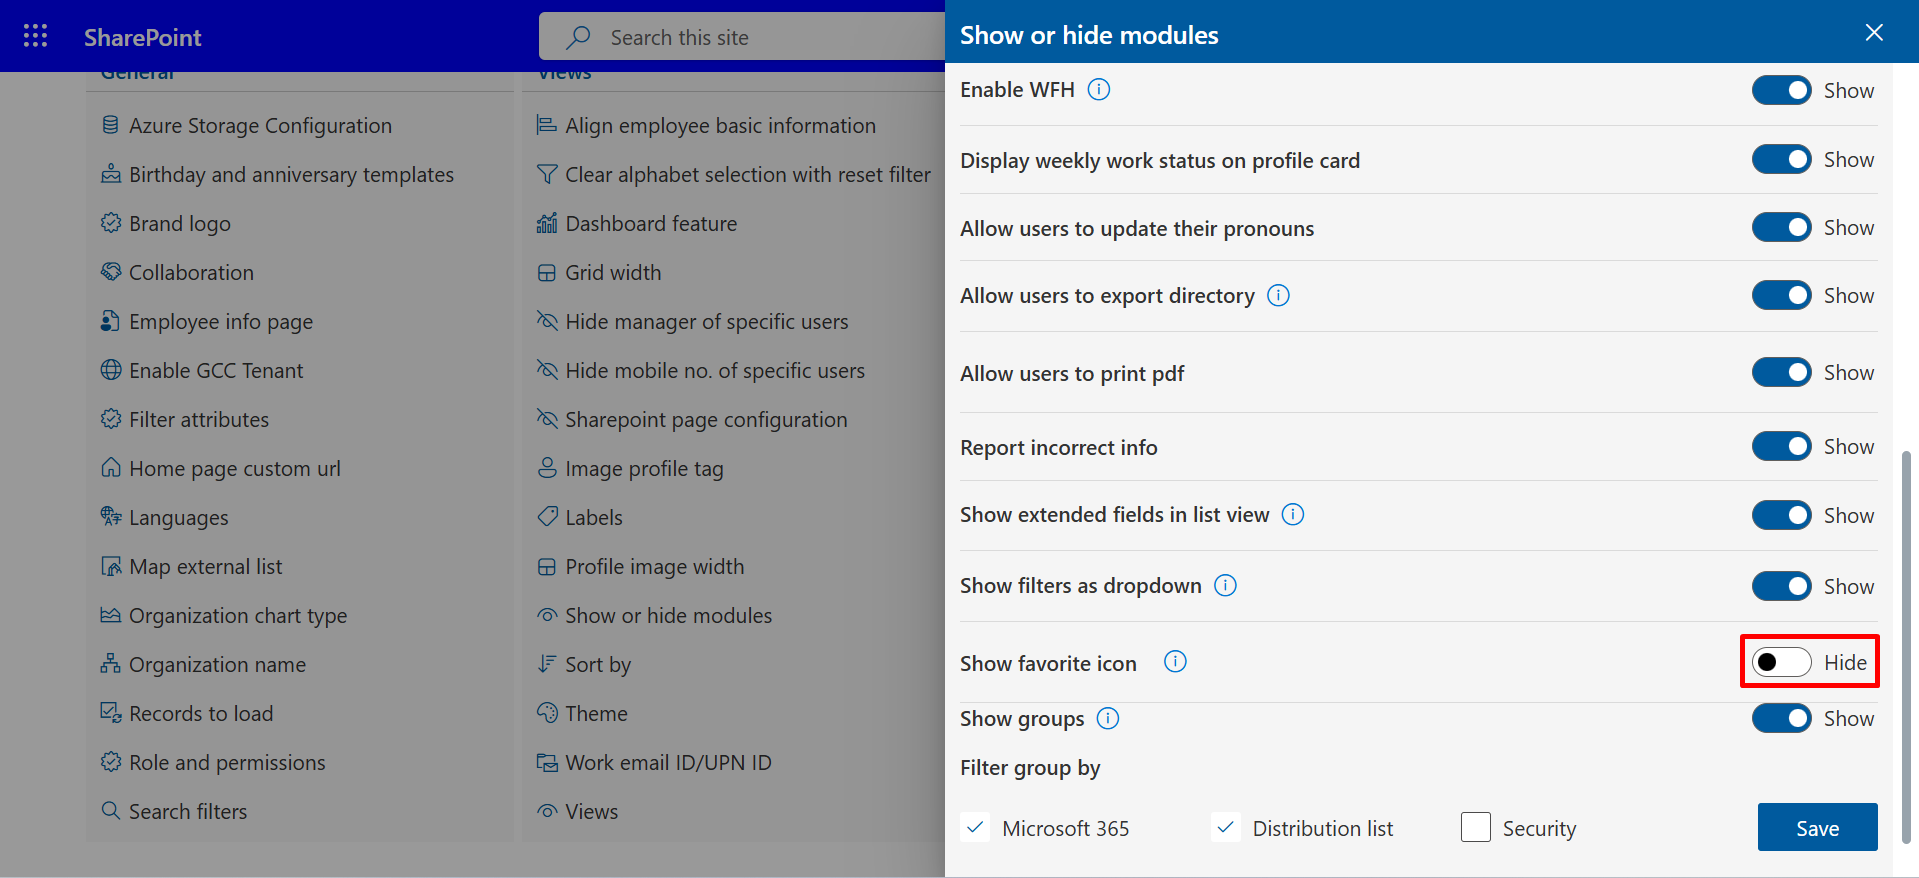 SharePoint
Search this site
General
Views
Azure Storage Configuration
Birthday and anniversary templates
Brand logo
Collaboration
Employee info page
Enable GCC Tenant
Filter attributes
Home page custom url
Languages
Map external list
Organization chart type
Organization name
Records to load
Role and permissions
Search filters
Align employee basic information
Clear alphabet selection with reset filter
Dashboard feature
Grid width
Hide manager of specific users
Hide mobile no. of specific users
Sharepoint page configuration
Image profile tag
Labels
Profile image width
Show or hide modules
Sort by
Theme
Work email ID/UPN ID
Views
Show or hide modules
Enable WFH Show
Display weekly work status on profile card Show
Allow users to update their pronouns Show
Allow users to export directory Show
Allow users to print pdf Show
Report incorrect info Show
Show extended fields in list view Show
Show filters as dropdown Show
Show favorite icon Hide
Show groups Show
Filter group by
Microsoft 365 Distribution list Security Save